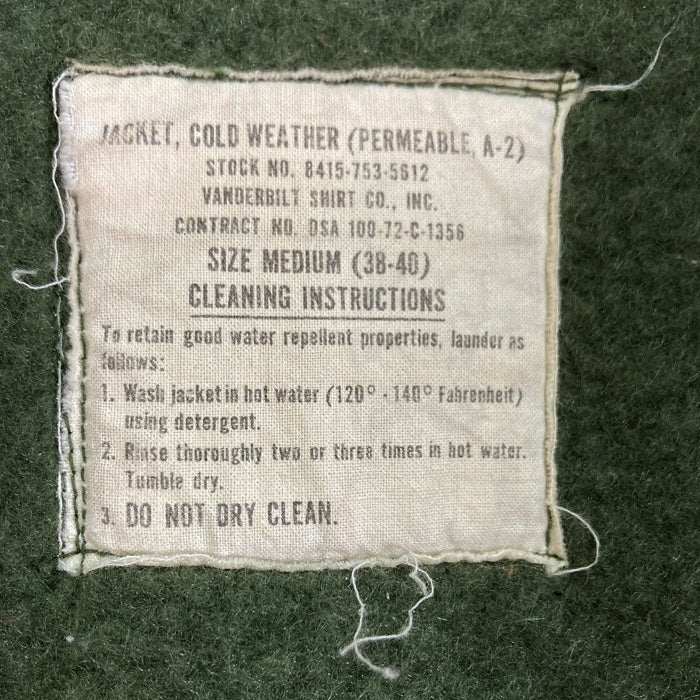 JACKET, COLD WEATHER (PERMEABLE, A-2)
STOCK NO. 8415-753-5612
VANDERBILT SHIRT CO., INC.
CONTRACT NO. DSA 100-72-C-1356
SIZE MEDIUM (38-40)
CLEANING INSTRUCTIONS
To retain good water repellent properties, launder as
follows:
1. Wash jacket in hot water (120° - 140° Fahrenheit)
using detergent.
2. Rinse thoroughly two or three times in hot water.
Tumble dry.
3. DO NOT DRY CLEAN.